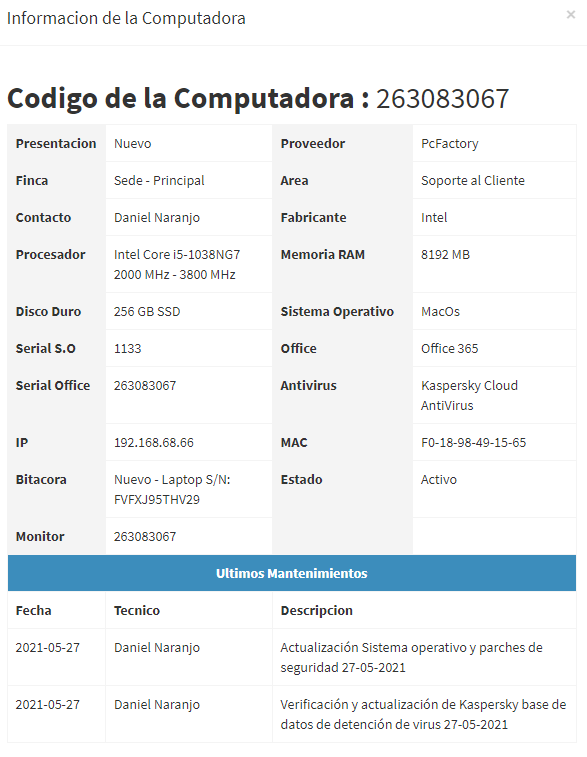 Informacion de la Computadora
×
Codigo de la Computadora : 263083067
Presentacion Nuevo Proveedor PcFactory
Finca Sede - Principal Area Soporte al Cliente
Contacto Daniel Naranjo Fabricante Intel
Procesador Intel Core i5-1038NG7 Memoria RAM 8192 MB
2000 MHz - 3800 MHz
Disco Duro 256 GB SSD Sistema Operativo MacOs
Serial S.O 1133 Office Office 365
Serial Office 263083067 Antivirus Kaspersky Cloud
AntiVirus
IP 192.168.68.66 MAC F0-18-98-49-15-65
Bitacora Nuevo - Laptop S/N: Estado Activo
FVFXJ95THV29
Monitor 263083067
Ultimos Mantenimientos
Fecha Tecnico Descripcion
2021-05-27 Daniel Naranjo Actualización Sistema operativo y parches de
seguridad 27-05-2021
2021-05-27 Daniel Naranjo Verificación y actualización de Kaspersky base de
datos de detención de virus 27-05-2021